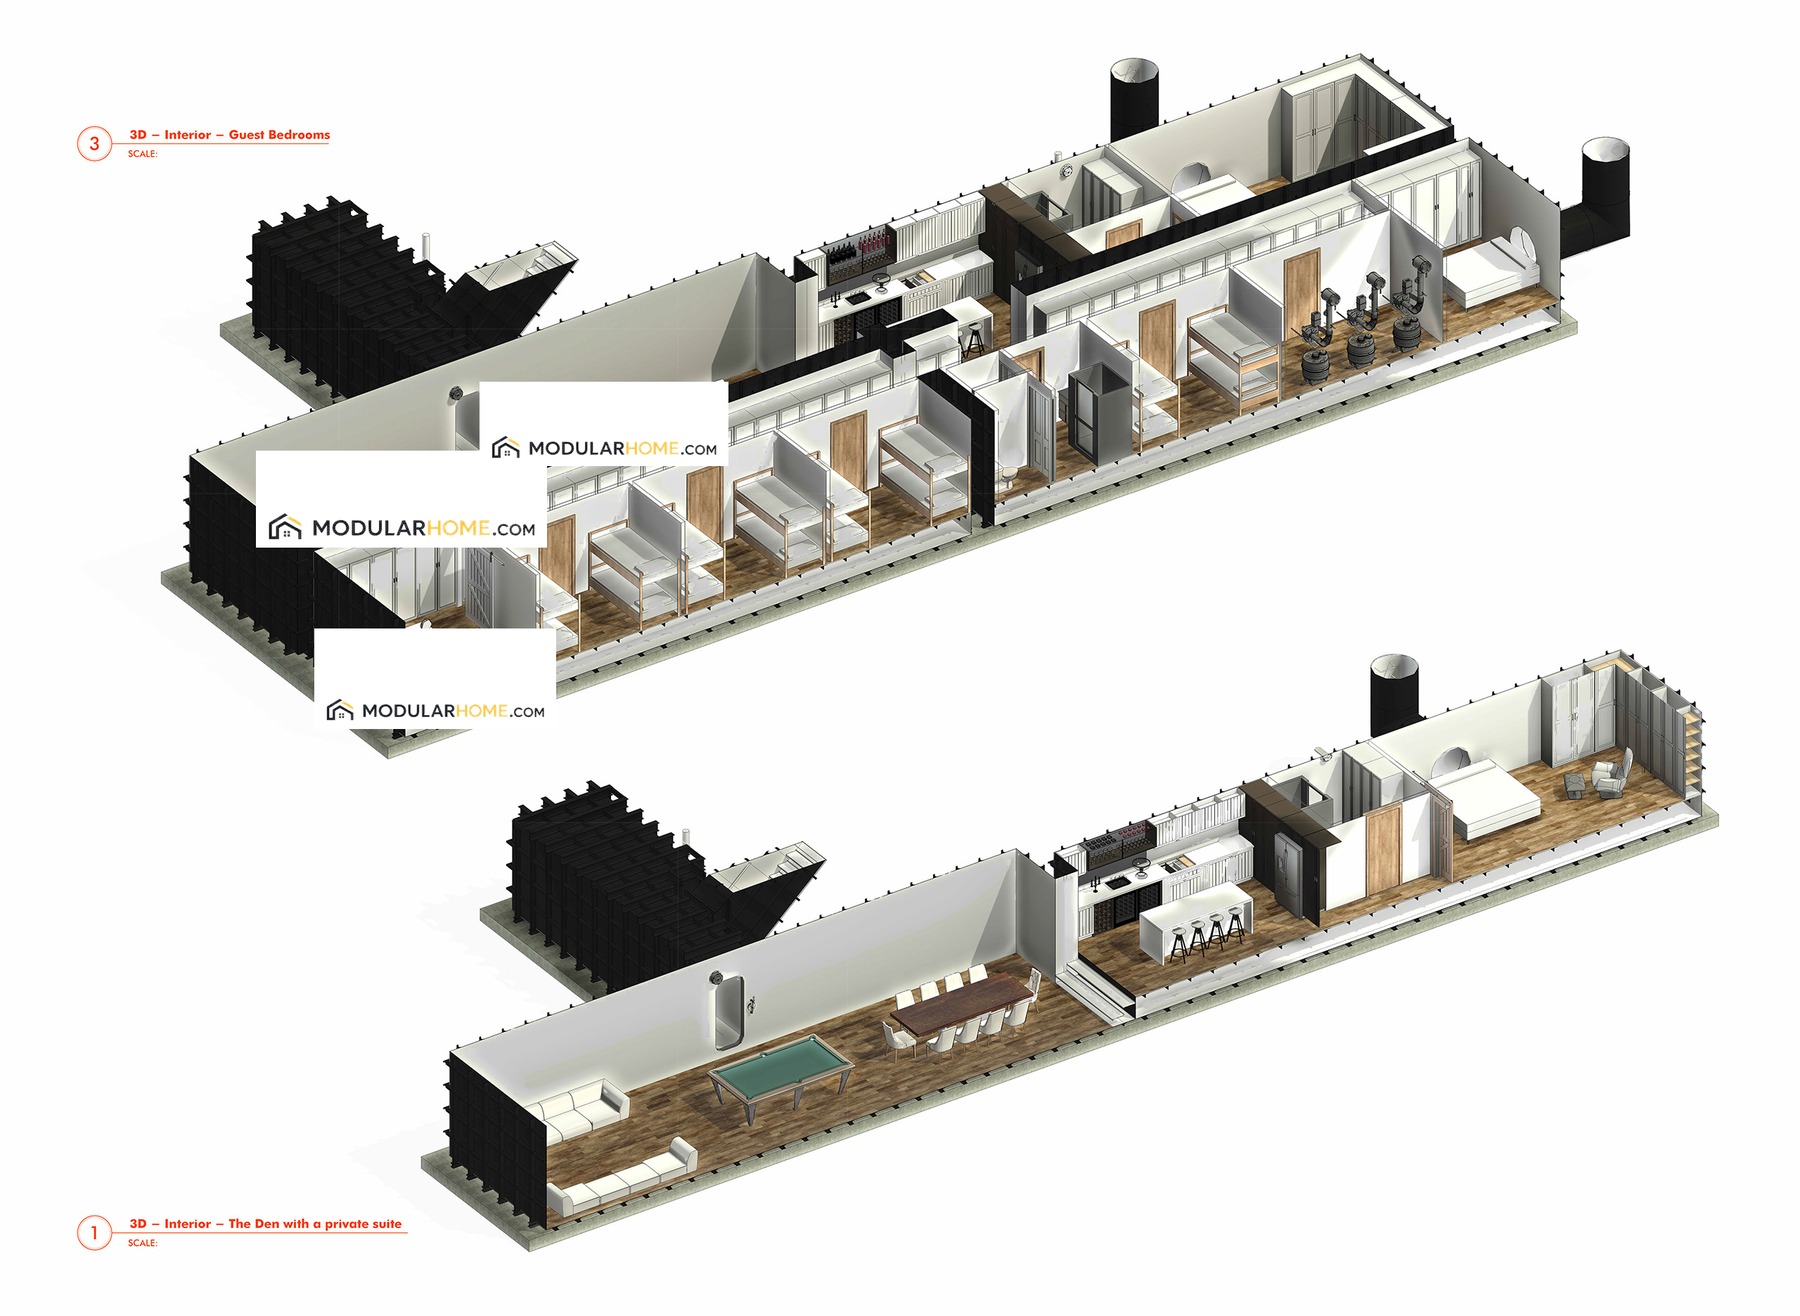 3
3D – Interior – Guest Bedrooms
SCALE:
MODULARHOME.COM
MODULARHOME.COM
MODULARHOME.COM
1
3D – Interior – The Den with a private suite
SCALE: